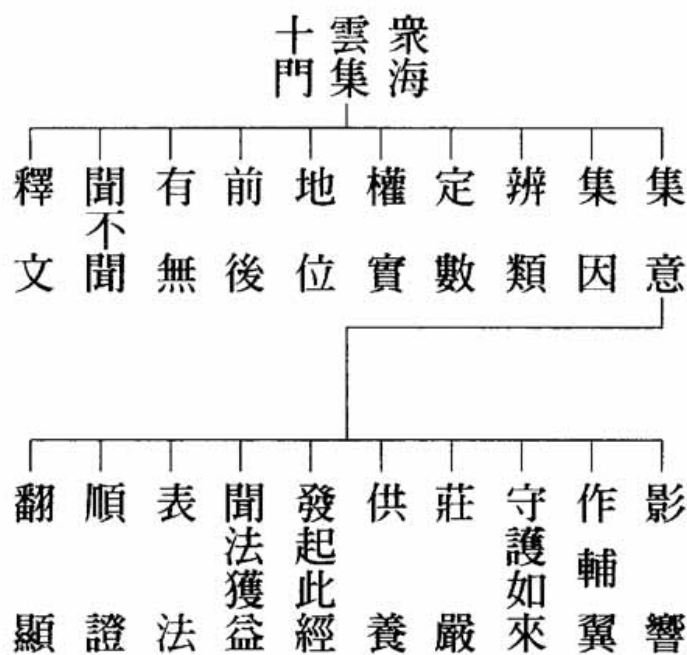 衆海
雲集
十門
集意
集因
辨類
定數
權實
地位
前後
有無
聞不聞
釋文
影響
作輔翼
守護如來
莊嚴
供養
發起此經
聞法獲益
表法
順證
翻顯